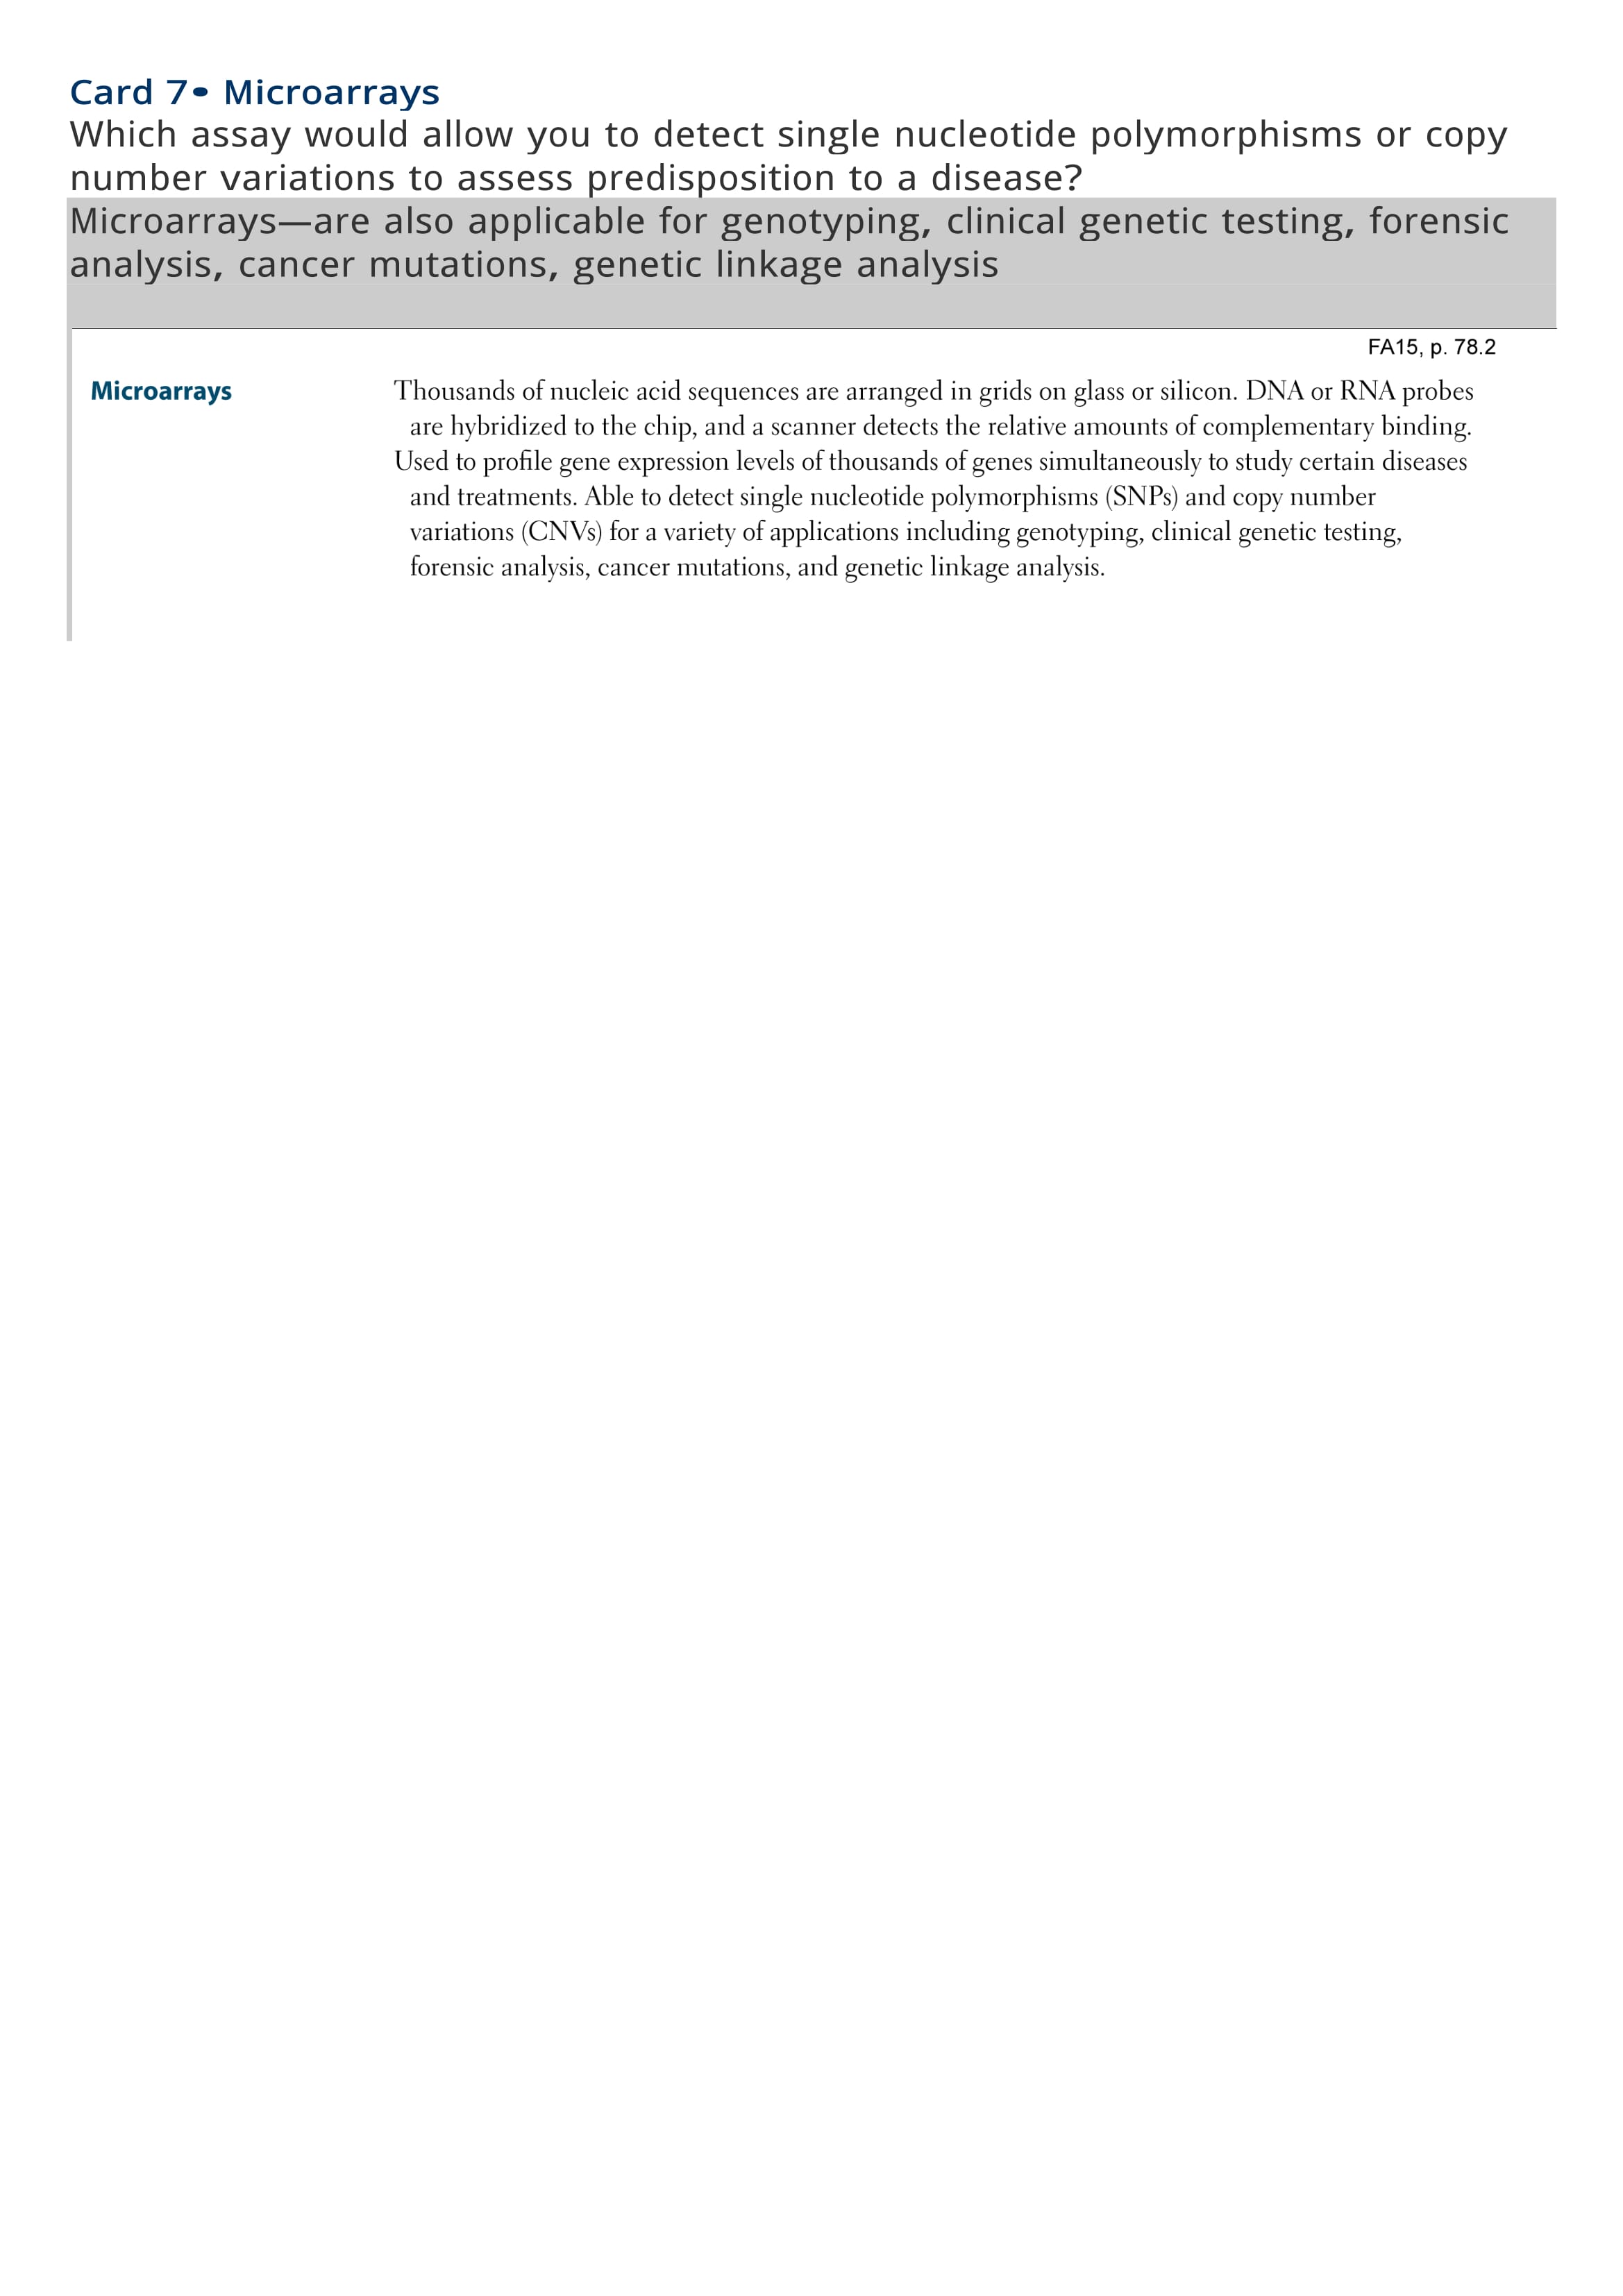 Card 7• Microarrays
Which assay would allow you to detect single nucleotide polymorphisms or copy
number variations to assess predisposition to a disease?
Microarrays—are also applicable for genotyping, clinical genetic testing, forensic
analysis, cancer mutations, genetic linkage analysis
FA15, p. 78.2
Microarrays
Thousands of nucleic acid sequences are arranged in grids on glass or silicon. DNA or RNA probes
are hybridized to the chip, and a scanner detects the relative amounts of complementary binding.
Used to profile gene expression levels of thousands of genes simultaneously to study certain diseases
and treatments. Able to detect single nucleotide polymorphisms (SNPs) and copy number
variations (CNVs) for a variety of applications including genotyping, clinical genetic testing,
forensic analysis, cancer mutations, and genetic linkage analysis.